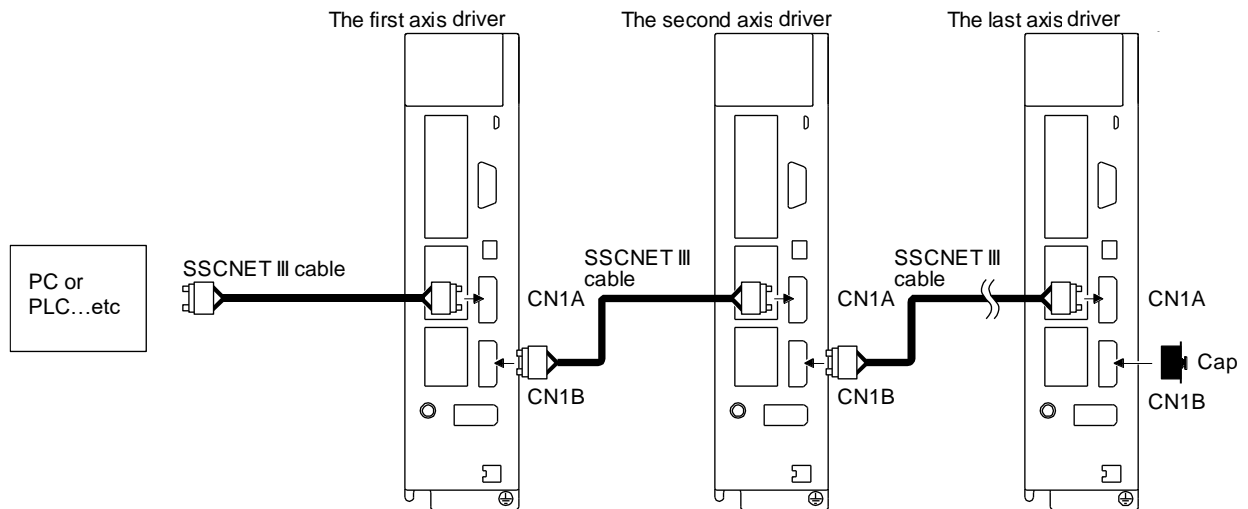 The first axis driver
The second axis driver
The last axis driver
PC or
PLC...etc
SSCNET III cable
CN1A
CN1B
SSCNET III
cable
CN1A
CN1B
SSCNET III
cable
CN1A
Cap
CN1B